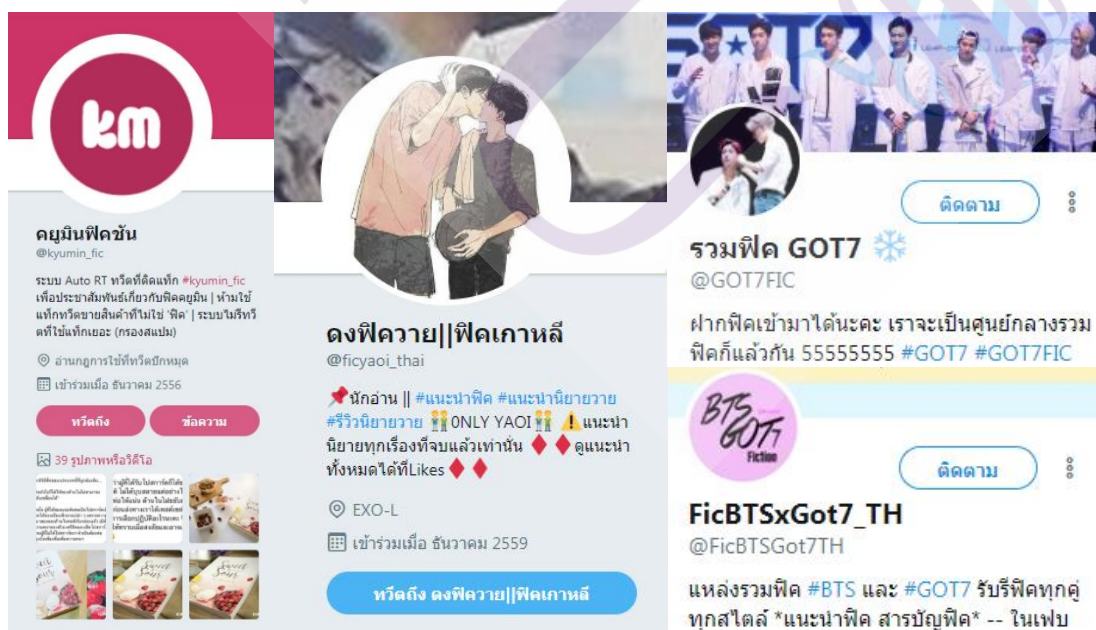 km
คยูมินฟิคชัน
@kyumin_fic
ระบบ Auto RT ทวีตที่ติดแท็ก #kyumin_fic
เพื่อประชาสัมพันธ์เกี่ยวกับฟิคคยูมิน | ห้ามใช้
แท็กทวีตขายสินค้าที่ไม่ใช่ 'ฟิค' | ระบบไม่รีทวี
ตที่ใช้แท็กเยอะ (กรองสแปม)
อ่านกฎการใช้ที่ทวีตปักหมุด
เข้าร่วมเมื่อ ธันวาคม 2556
ทวีตถึง
ข้อความ
39 รูปภาพหรือวิดีโอ
ดงฟิควาย||ฟิคเกาหลี
@ficyaoi_thai
📌นักอ่าน || #แนะนำฟิค #แนะนำนิยายวาย
#รีวิวนิยายวาย 👬0NLY YAOI👬 ⚠แนะนำ
นิยายทุกเรื่องที่จบแล้วเท่านั่น ♦ ♦ดูแนะนำ
ทั้งหมดได้ที่Likes♦ ♦
EXO-L
เข้าร่วมเมื่อ ธันวาคม 2559
ทวีตถึง ดงฟิควาย||ฟิคเกาหลี
ติดตาม
รวมฟิค GOT7 ❄
@GOT7FIC
ฝากฟิคเข้ามาได้นะคะ เราจะเป็นศูนย์กลางรวม
ฟิคก็แล้วกัน 55555555 #GOT7 #GOT7FIC
BTS
GOT7
Fiction
ติดตาม
FicBTSxGot7_TH
@FicBTSGot7TH
แหล่งรวมฟิค #BTS และ #GOT7 รับรีฟิคทุกคู่
ทุกสไตล์ *แนะนำฟิค สารบัญฟิค* -- ในเฟบ